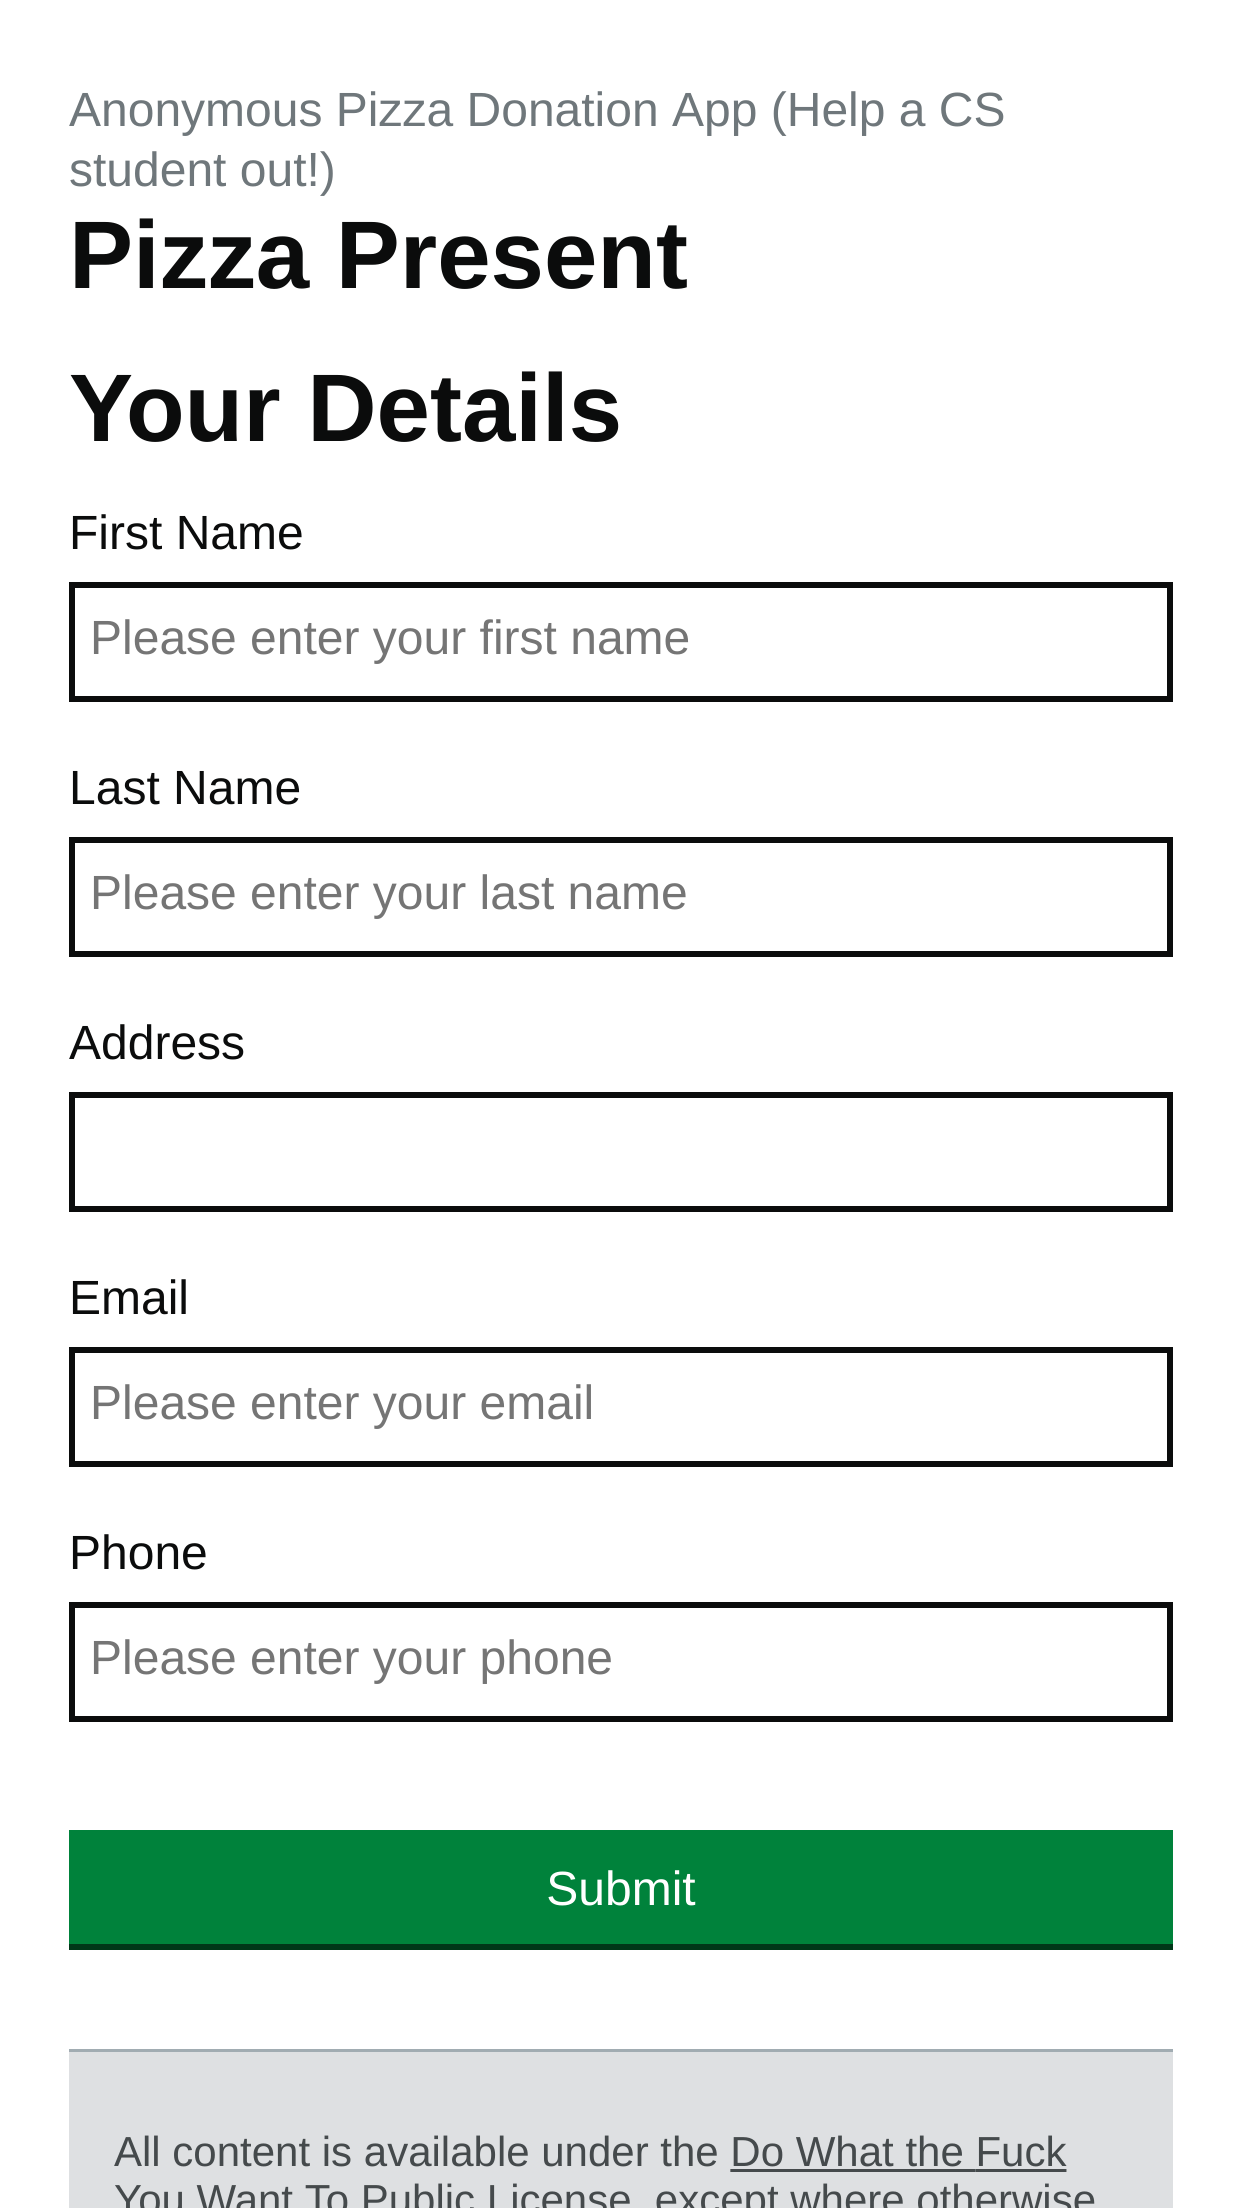 Anonymous Pizza Donation App (Help a CS
student out!)
Pizza Present
Your Details
First Name
Please enter your first name
Last Name
Please enter your last name
Address
Email
Please enter your email
Phone
Please enter your phone
Submit
All content is available under the Do What the Fuck
You Want To Public License, except where otherwise